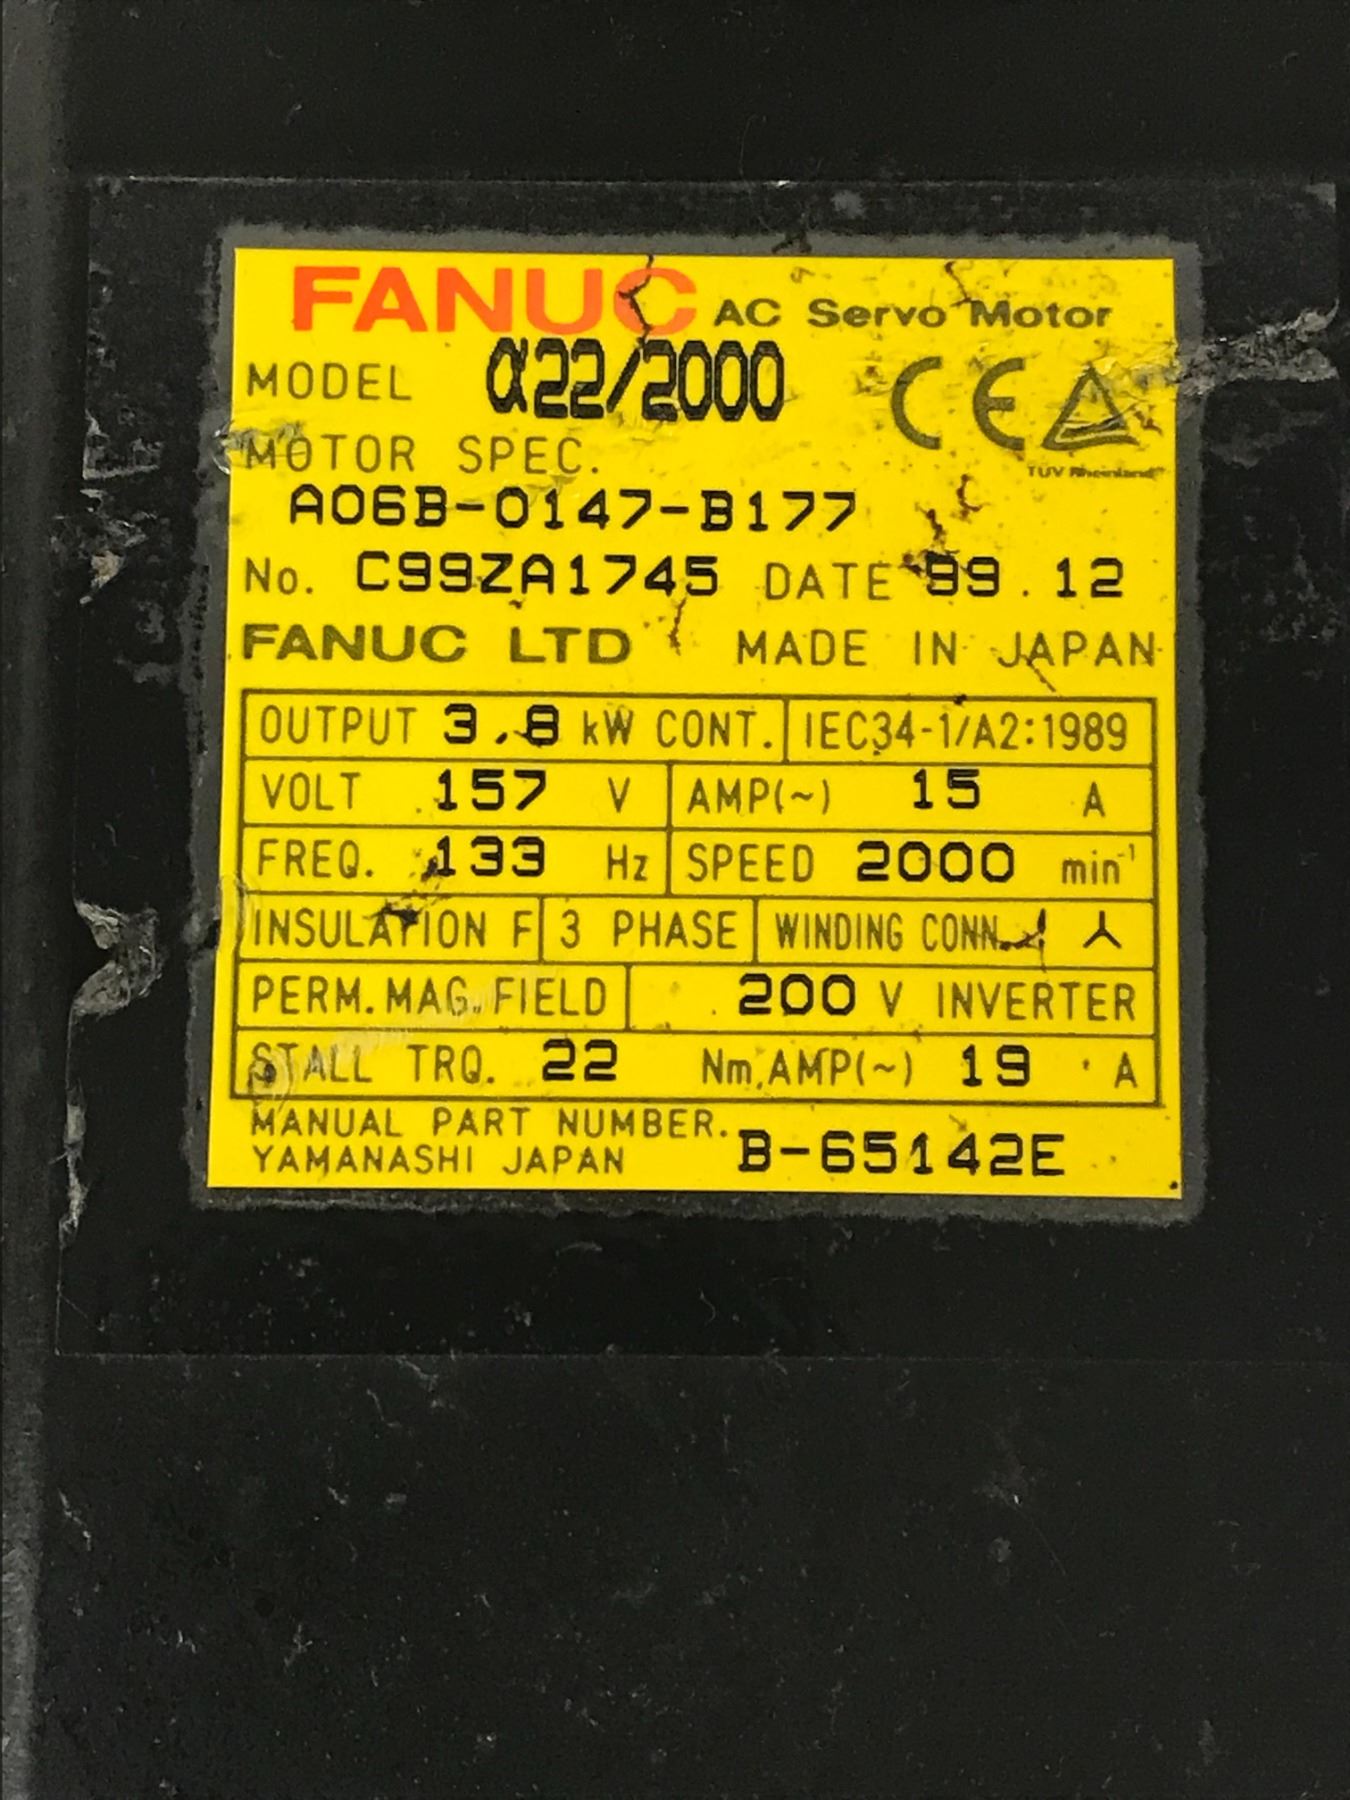 FANUC AC Servo Motor
MODEL α22/2000 CE
TÜV Rheinland
MOTOR SPEC.
A06B-0147-B177
No. C99ZA1745 DATE 99.12
FANUC LTD MADE IN JAPAN
OUTPUT 3.8 kW CONT. IEC34-1/A2:1989
VOLT 157 V AMP(~) 15 A
FREQ. 133 Hz SPEED 2000 min⁻¹
INSULATION F 3 PHASE WINDING CONN. 人
PERM. MAG. FIELD 200 V INVERTER
STALL TRQ. 22 Nm, AMP(~) 19 A
MANUAL PART NUMBER.
YAMANASHI JAPAN B-65142E